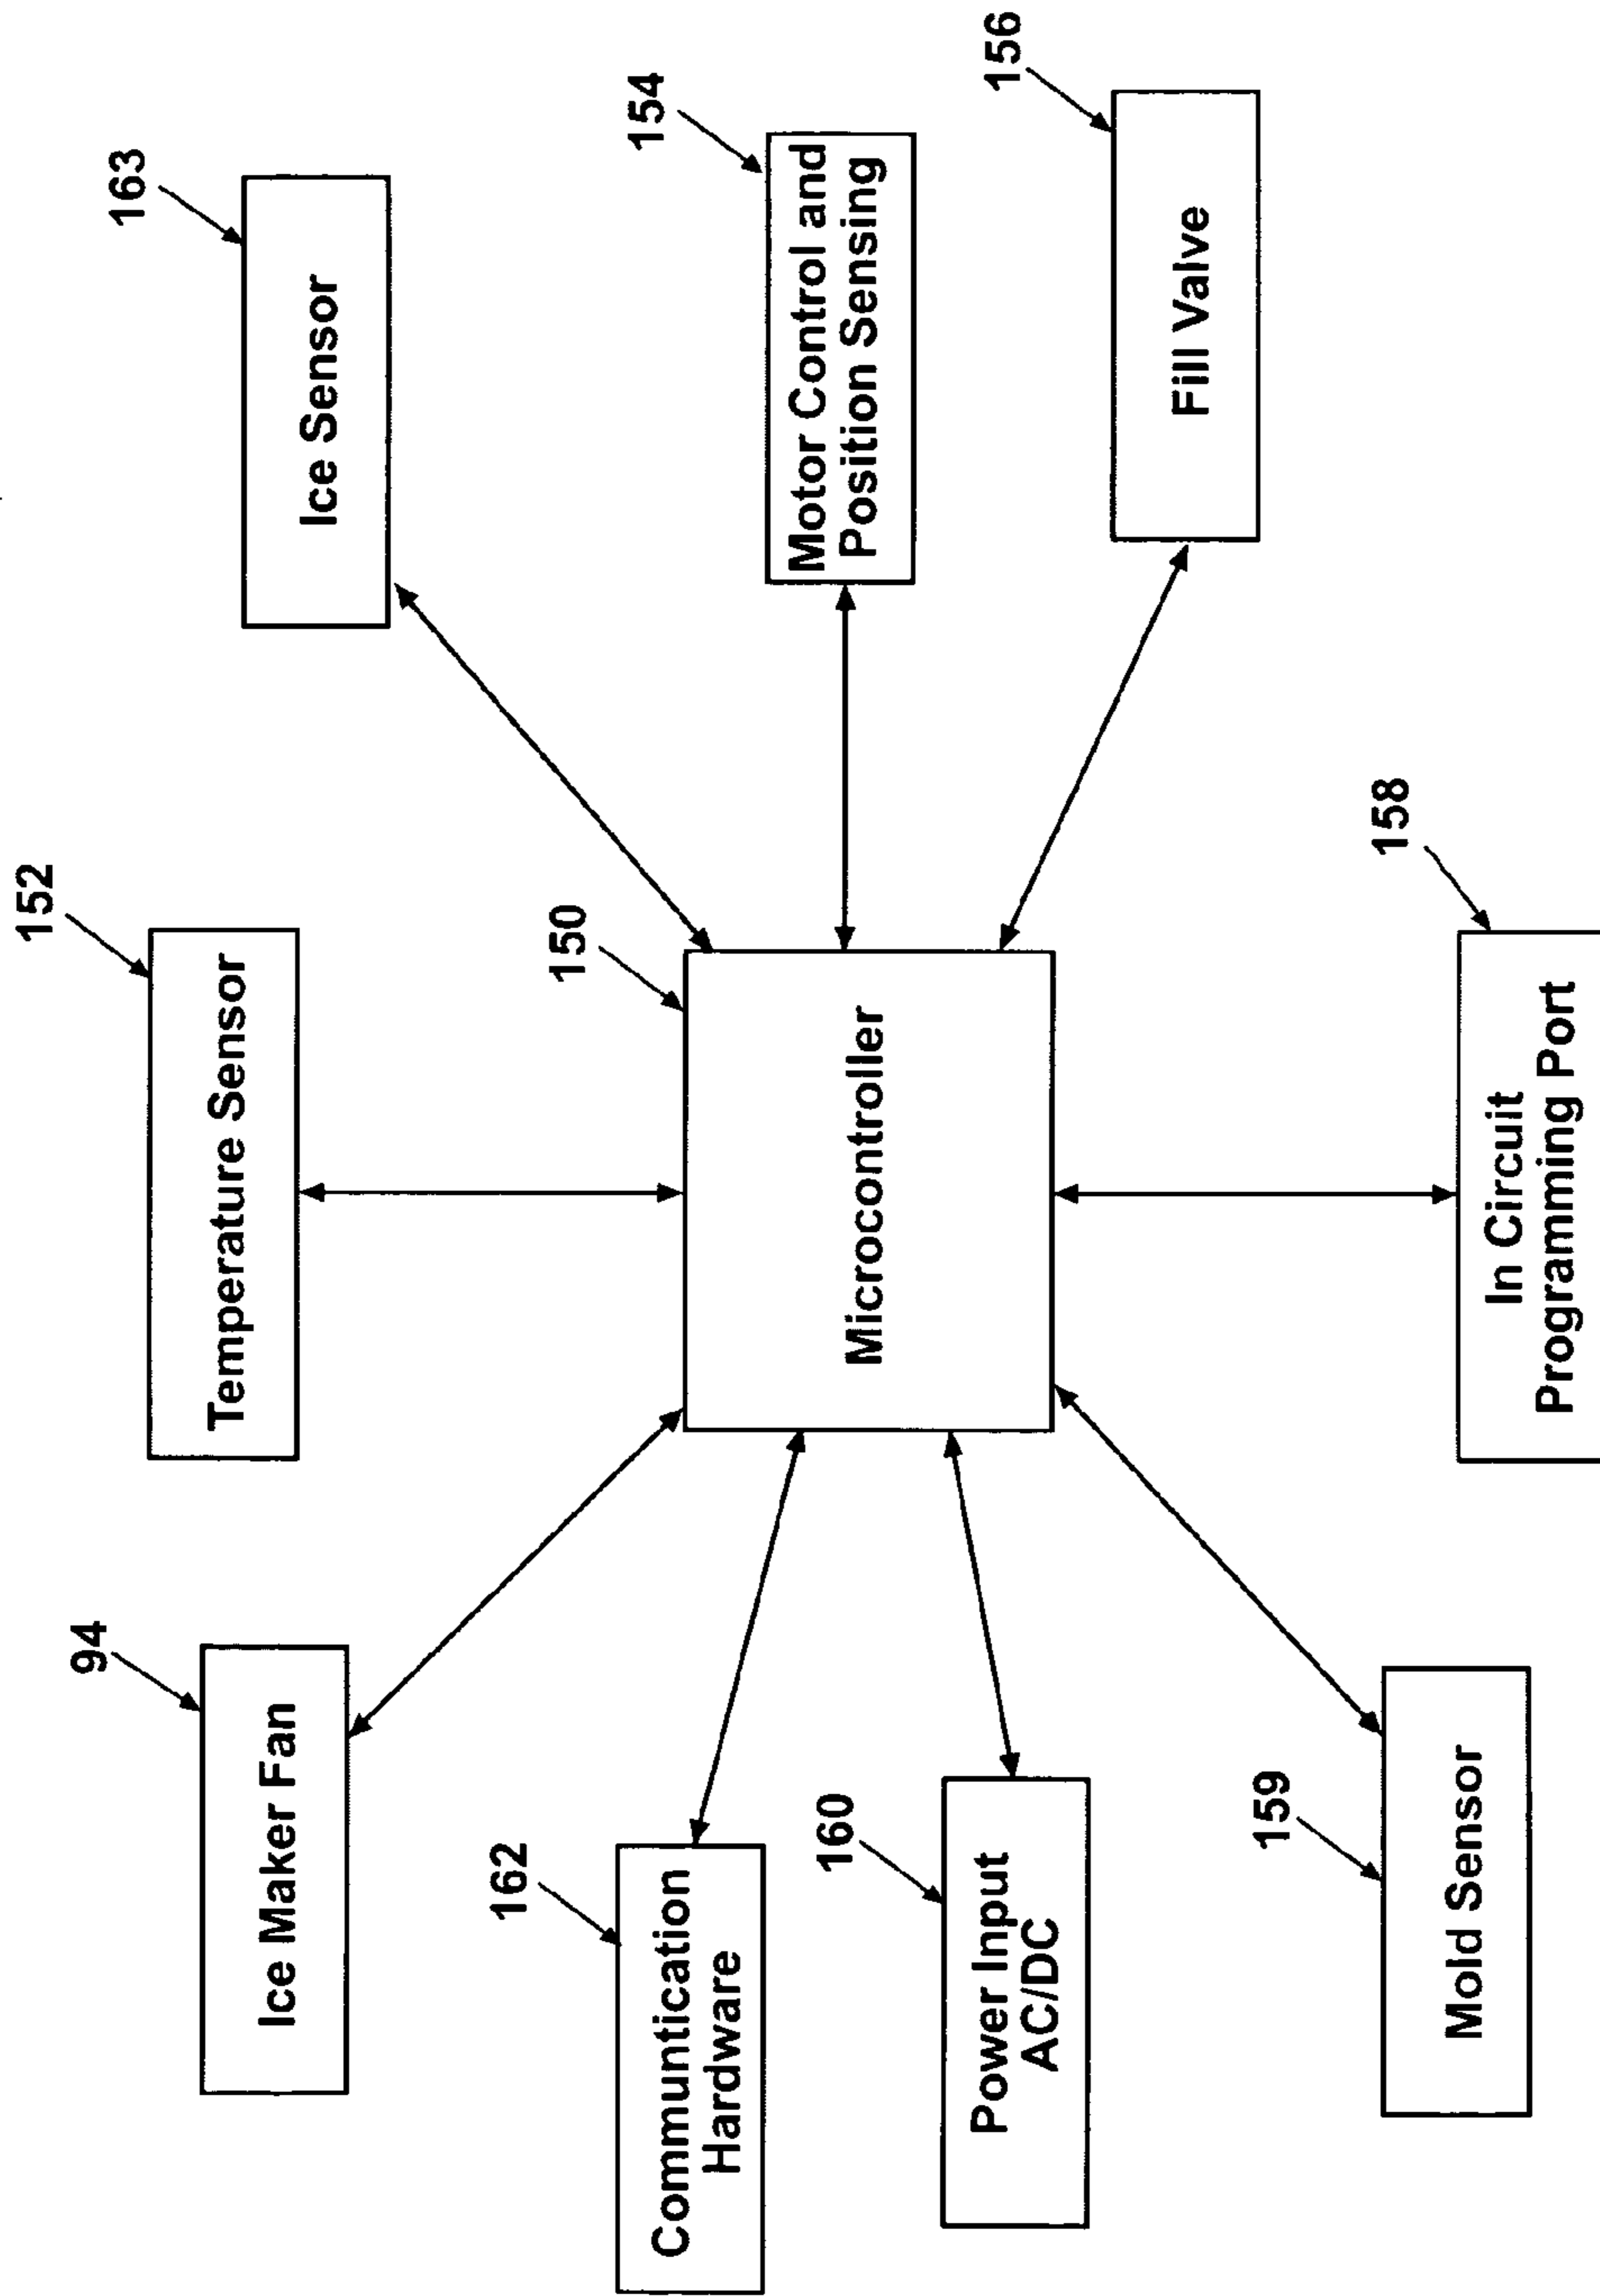 94
Ice Maker Fan
152
Temperature Sensor
163
Ice Sensor
162
Communtication
Hardware
150
Microcontroller
154
Motor Control and
Position Sensing
160
Power Input
AC/DC
156
Fill Valve
159
Mold Sensor
158
In Circuit
Programming Port